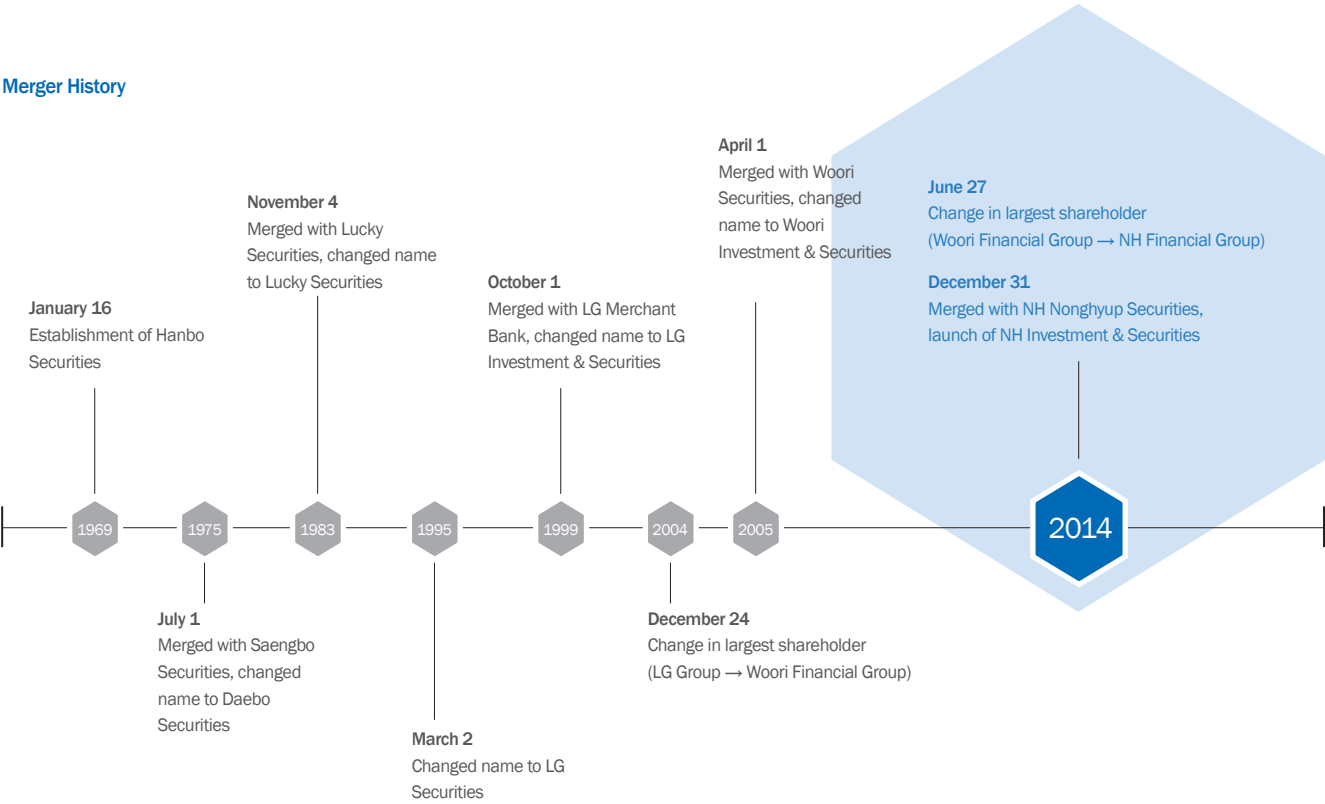 Merger History
January 16
Establishment of Hanbo
Securities
1969
1975
July 1
Merged with Saengbo
Securities, changed
name to Daebo
Securities
November 4
Merged with Lucky
Securities, changed name
to Lucky Securities
1983
1995
March 2
Changed name to LG
Securities
October 1
Merged with LG Merchant
Bank, changed name to LG
Investment & Securities
1999
2004
December 24
Change in largest shareholder
(LG Group → Woori Financial Group)
April 1
Merged with Woori
Securities, changed
name to Woori
Investment & Securities
2005
June 27
Change in largest shareholder
(Woori Financial Group → NH Financial Group)
December 31
Merged with NH Nonghyup Securities,
launch of NH Investment & Securities
2014